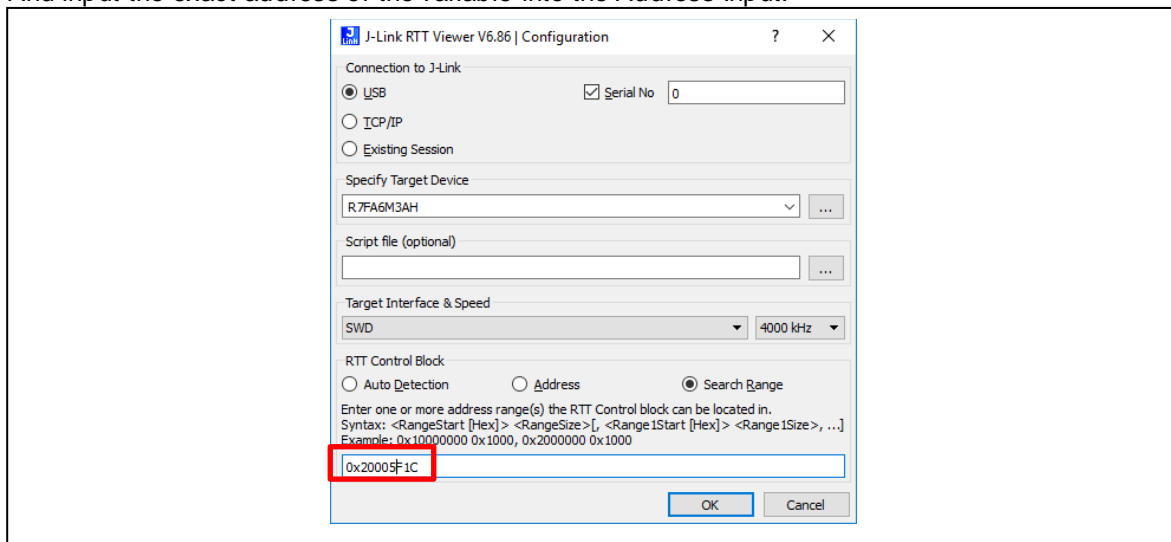 And input the exact address of the variable into the Address input.
J-Link RTT Viewer V6.86 | Configuration ? ×
Connection to J-Link
USB Serial No 0
TCP/IP
Existing Session
Specify Target Device
R7FA6M3AH ...
Script file (optional)
...
Target Interface & Speed
SWD 4000 kHz
RTT Control Block
Auto Detection Address Search Range
Enter one or more address range(s) the RTT Control block can be located in.
Syntax: <RangeStart [Hex]> <RangeSize>[, <Range1Start [Hex]> <Range1Size>, ...]
Example: 0x10000000 0x1000, 0x2000000 0x1000
0x20005F1C
OK Cancel